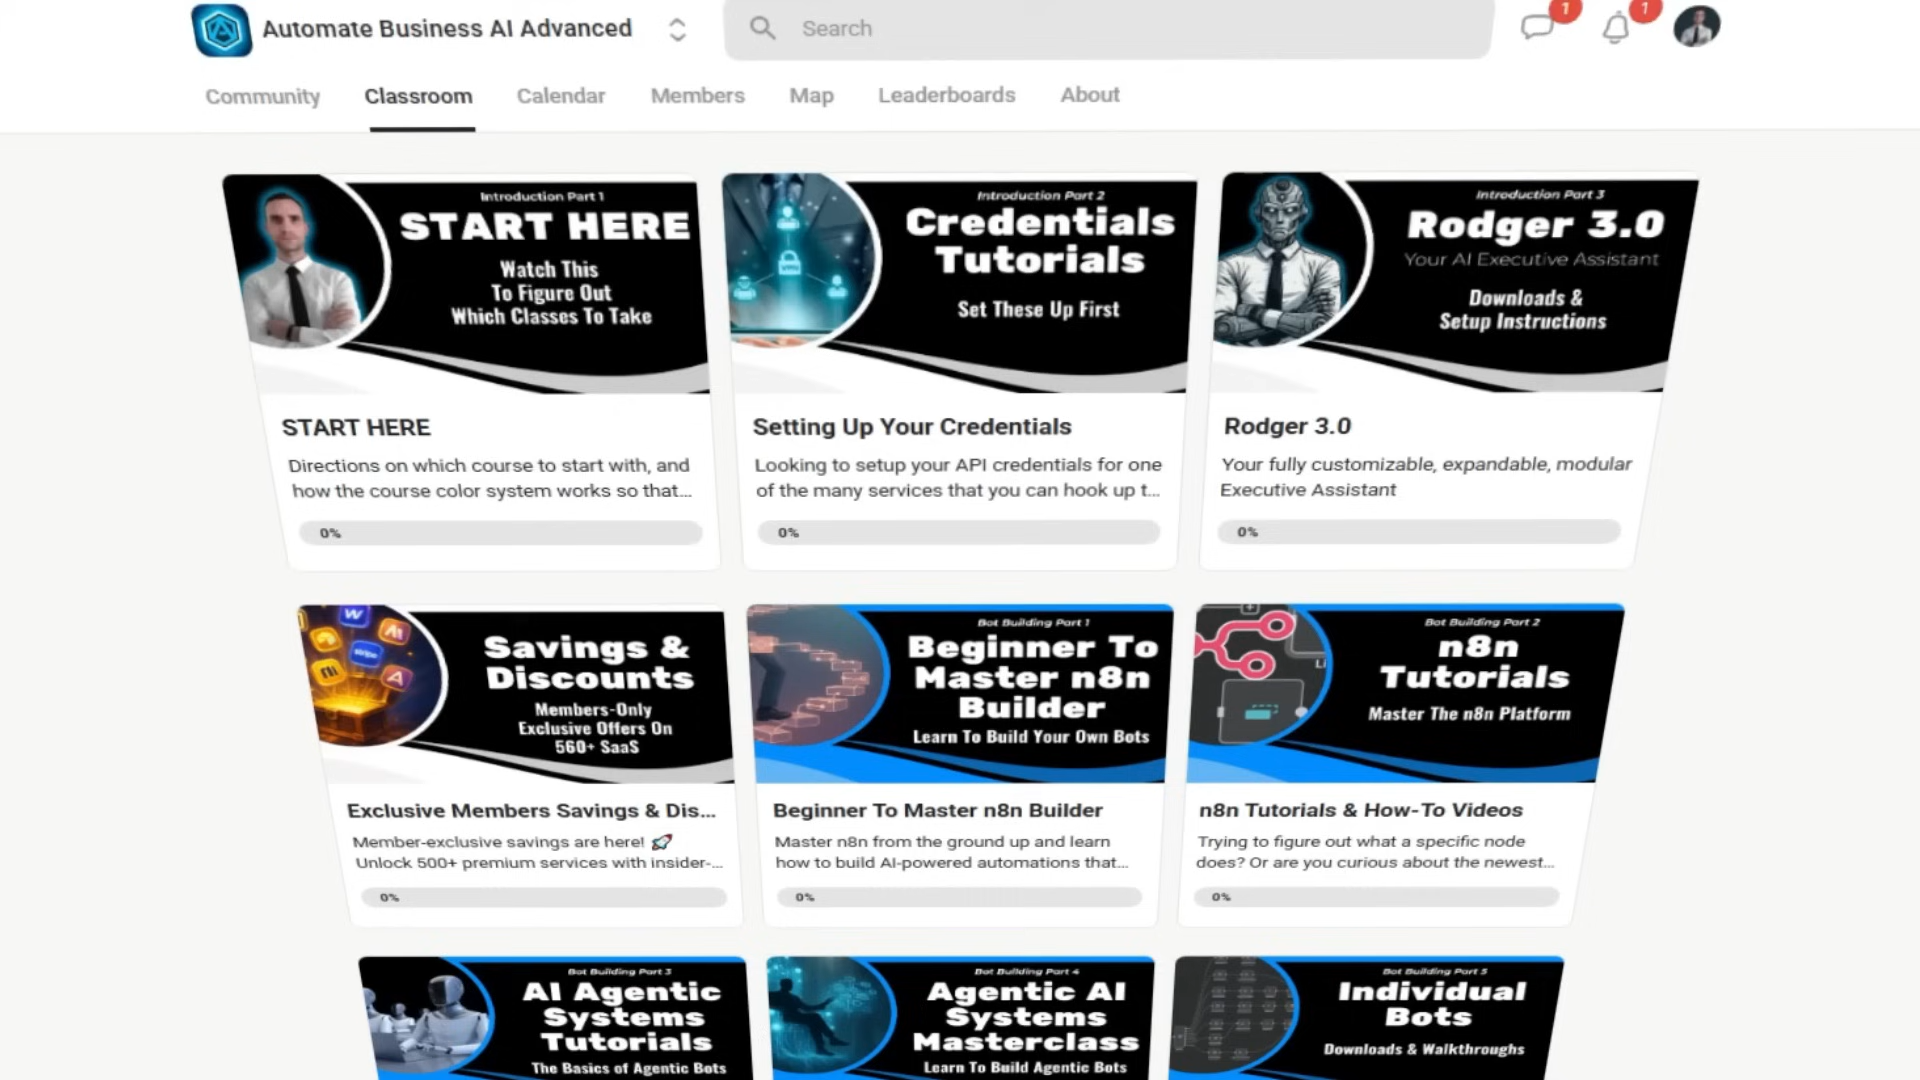 Automate Business AI Advanced
Search
1
1
Community
Classroom
Calendar
Members
Map
Leaderboards
About
Introduction Part 1
START HERE
Watch This
To Figure Out
Which Classes To Take
START HERE
Directions on which course to start with, and
how the course color system works so that...
0%
Introduction Part 2
Credentials
Tutorials
Set These Up First
Setting Up Your Credentials
Looking to setup your API credentials for one
of the many services that you can hook up t...
0%
Introduction Part 3
Rodger 3.0
Your AI Executive Assistant
Downloads &
Setup Instructions
Rodger 3.0
Your fully customizable, expandable, modular
Executive Assistant
0%
Savings &
Discounts
Members-Only
Exclusive Offers On
560+ SaaS
Exclusive Members Savings & Dis...
Member-exclusive savings are here! 🚀
Unlock 500+ premium services with insider-...
0%
Bot Building Part 1
Beginner To
Master n8n
Builder
Learn To Build Your Own Bots
Beginner To Master n8n Builder
Master n8n from the ground up and learn
how to build AI-powered automations that...
0%
Bot Building Part 2
n8n
Tutorials
Master The n8n Platform
n8n Tutorials & How-To Videos
Trying to figure out what a specific node
does? Or are you curious about the newest...
0%
Bot Building Part 3
AI Agentic
Systems
Tutorials
The Basics of Agentic Bots
Bot Building Part 4
Agentic AI
Systems
Masterclass
Learn To Build Agentic Bots
Bot Building Part 5
Individual
Bots
Downloads & Walkthroughs